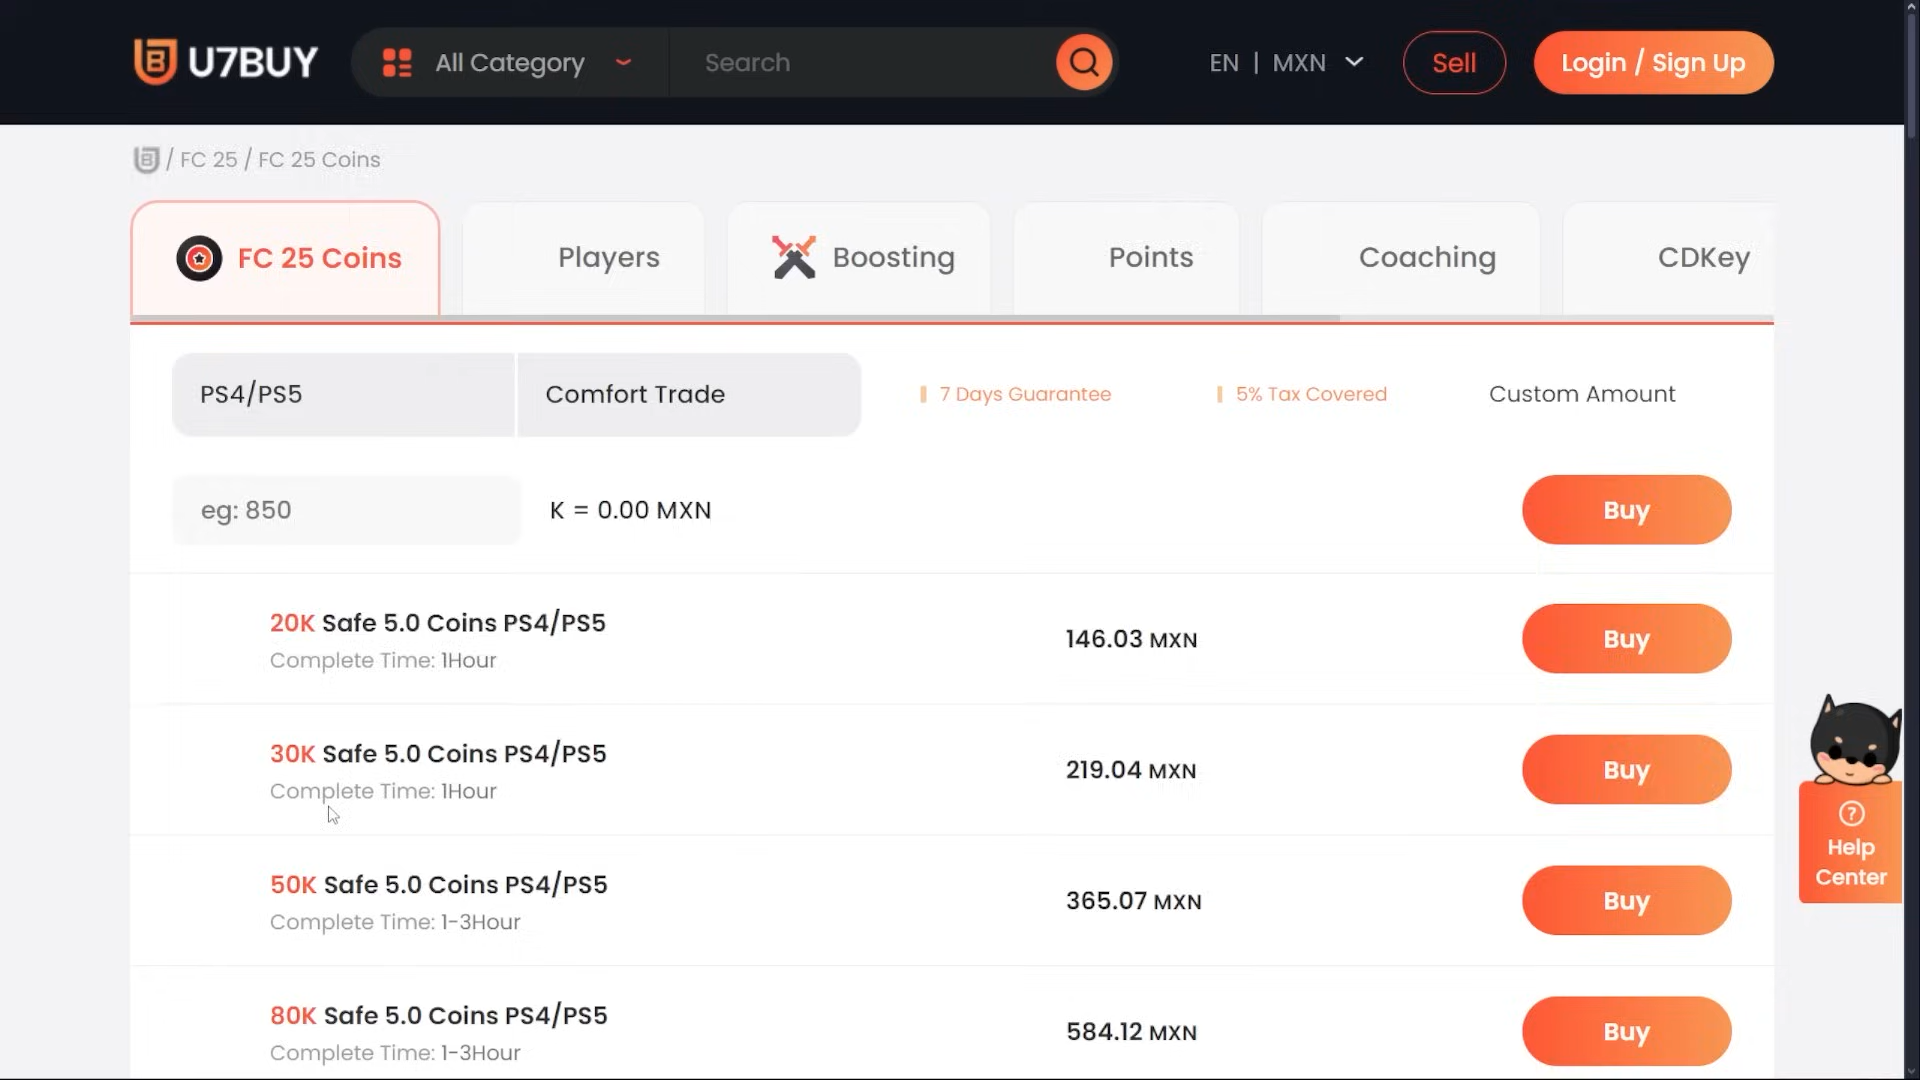 U7BUY
All Category
Search
EN | MXN
Sell
Login / Sign Up
/ FC 25 / FC 25 Coins
FC 25 Coins
Players
Boosting
Points
Coaching
CDKey
PS4/PS5
Comfort Trade
7 Days Guarantee
5% Tax Covered
Custom Amount
eg: 850
K = 0.00 MXN
Buy
20K Safe 5.0 Coins PS4/PS5
Complete Time: 1Hour
146.03 MXN
Buy
30K Safe 5.0 Coins PS4/PS5
Complete Time: 1Hour
219.04 MXN
Buy
50K Safe 5.0 Coins PS4/PS5
Complete Time: 1-3Hour
365.07 MXN
Buy
80K Safe 5.0 Coins PS4/PS5
Complete Time: 1-3Hour
584.12 MXN
Buy
?
Help
Center